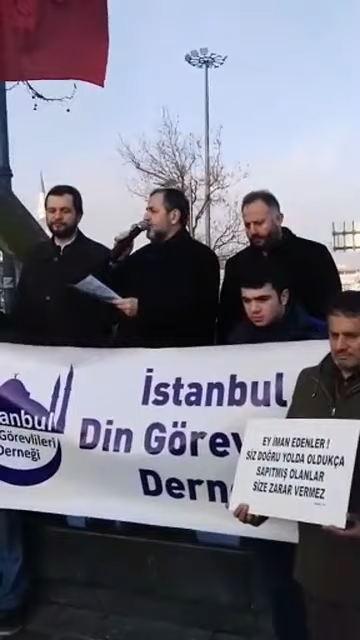 İstanbul
Din Görev
Dern
anbul
Görevlileri
Derneği
EY İMAN EDENLER !
SİZ DOĞRU YOLDA OLDUKÇA
SAPITMIŞ OLANLAR
SİZE ZARAR VERMEZ